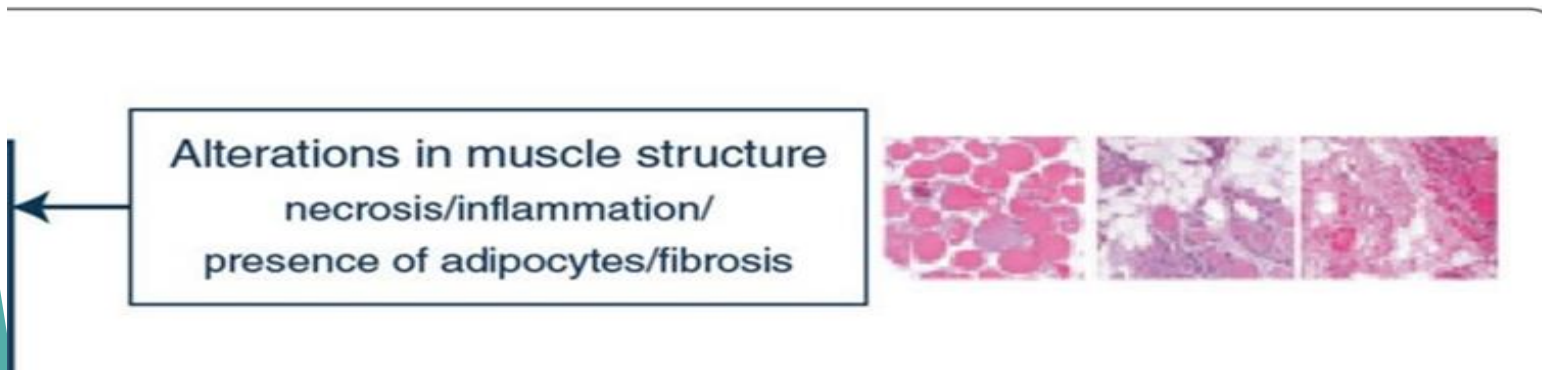 Alterations in muscle structure
necrosis/inflammation/
presence of adipocytes/fibrosis